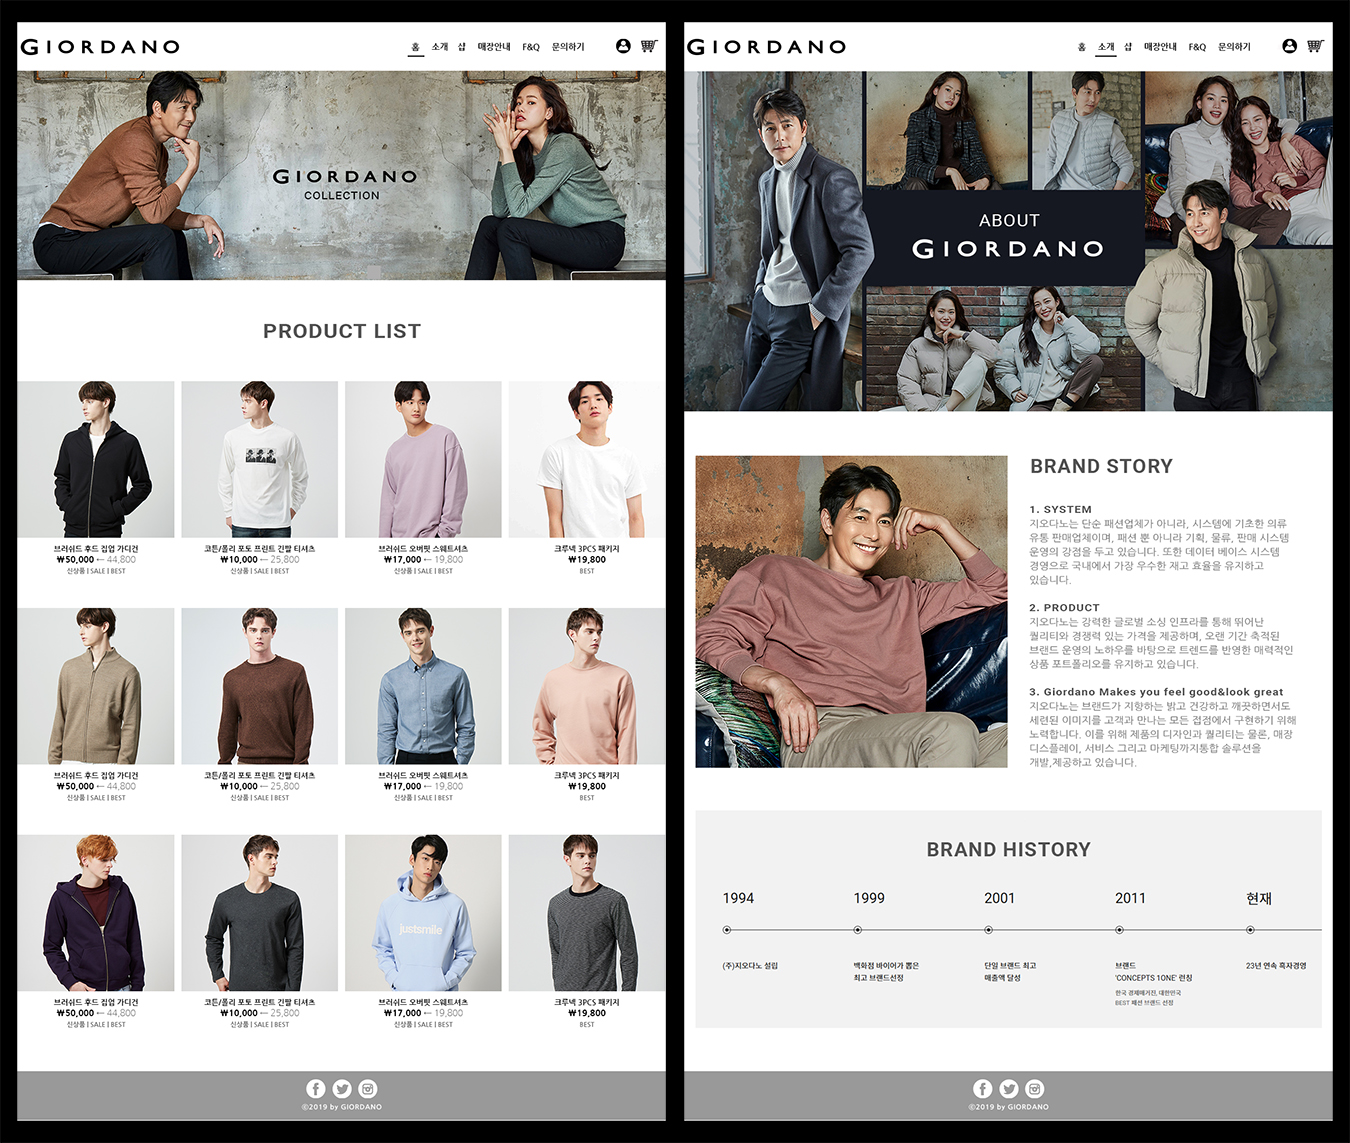 GIORDANO
홈 소개 샵 매장안내 F&Q 문의하기
GIORDANO
COLLECTION
PRODUCT LIST
브러쉬드 후드 집업 가디건
₩50,000 ← 44,800
신상품 | SALE | BEST
코튼/폴리 포토 프린트 긴팔 티셔츠
₩10,000 ← 25,800
신상품 | SALE | BEST
브러쉬드 오버핏 스웨트셔츠
₩17,000 ← 19,800
신상품 | SALE | BEST
크루넥 3PCS 패키지
₩19,800
BEST
브러쉬드 후드 집업 가디건
₩50,000 ← 44,800
신상품 | SALE | BEST
코튼/폴리 포토 프린트 긴팔 티셔츠
₩10,000 ← 25,800
신상품 | SALE | BEST
브러쉬드 오버핏 스웨트셔츠
₩17,000 ← 19,800
신상품 | SALE | BEST
크루넥 3PCS 패키지
₩19,800
BEST
justsmile
브러쉬드 후드 집업 가디건
₩50,000 ← 44,800
신상품 | SALE | BEST
코튼/폴리 포토 프린트 긴팔 티셔츠
₩10,000 ← 25,800
신상품 | SALE | BEST
브러쉬드 오버핏 스웨트셔츠
₩17,000 ← 19,800
신상품 | SALE | BEST
크루넥 3PCS 패키지
₩19,800
BEST
ⓒ2019 by GIORDANO
GIORDANO
홈 소개 샵 매장안내 F&Q 문의하기
ABOUT
GIORDANO
BRAND STORY
1. SYSTEM
지오다노는 단순 패션업체가 아니라, 시스템에 기초한 의류
유통 판매업체이며, 패션 뿐 아니라 기획, 물류, 판매 시스템
운영의 강점을 두고 있습니다. 또한 데이터 베이스 시스템
경영으로 국내에서 가장 우수한 재고 효율을 유지하고
있습니다.
2. PRODUCT
지오다노는 강력한 글로벌 소싱 인프라를 통해 뛰어난
퀄리티와 경쟁력 있는 가격을 제공하며, 오랜 기간 축적된
브랜드 운영의 노하우를 바탕으로 트렌드를 반영한 매력적인
상품 포트폴리오를 유지하고 있습니다.
3. Giordano Makes you feel good&look great
지오다노는 브랜드가 지향하는 밝고 건강하고 깨끗하면서도
세련된 이미지를 고객과 만나는 모든 접점에서 구현하기 위해
노력합니다. 이를 위해 제품의 디자인과 퀄리티는 물론, 매장
디스플레이, 서비스 그리고 마케팅까지통합 솔루션을
개발,제공하고 있습니다.
BRAND HISTORY
1994
(주)지오다노 설립
1999
백화점 바이어가 뽑은
최고 브랜드선정
2001
단일 브랜드 최고
매출액 달성
2011
브랜드
'CONCEPTS 1ONE' 런칭
한국 경제매거진, 대한민국
BEST 패션 브랜드 선정
현재
23년 연속 흑자경영
ⓒ2019 by GIORDANO